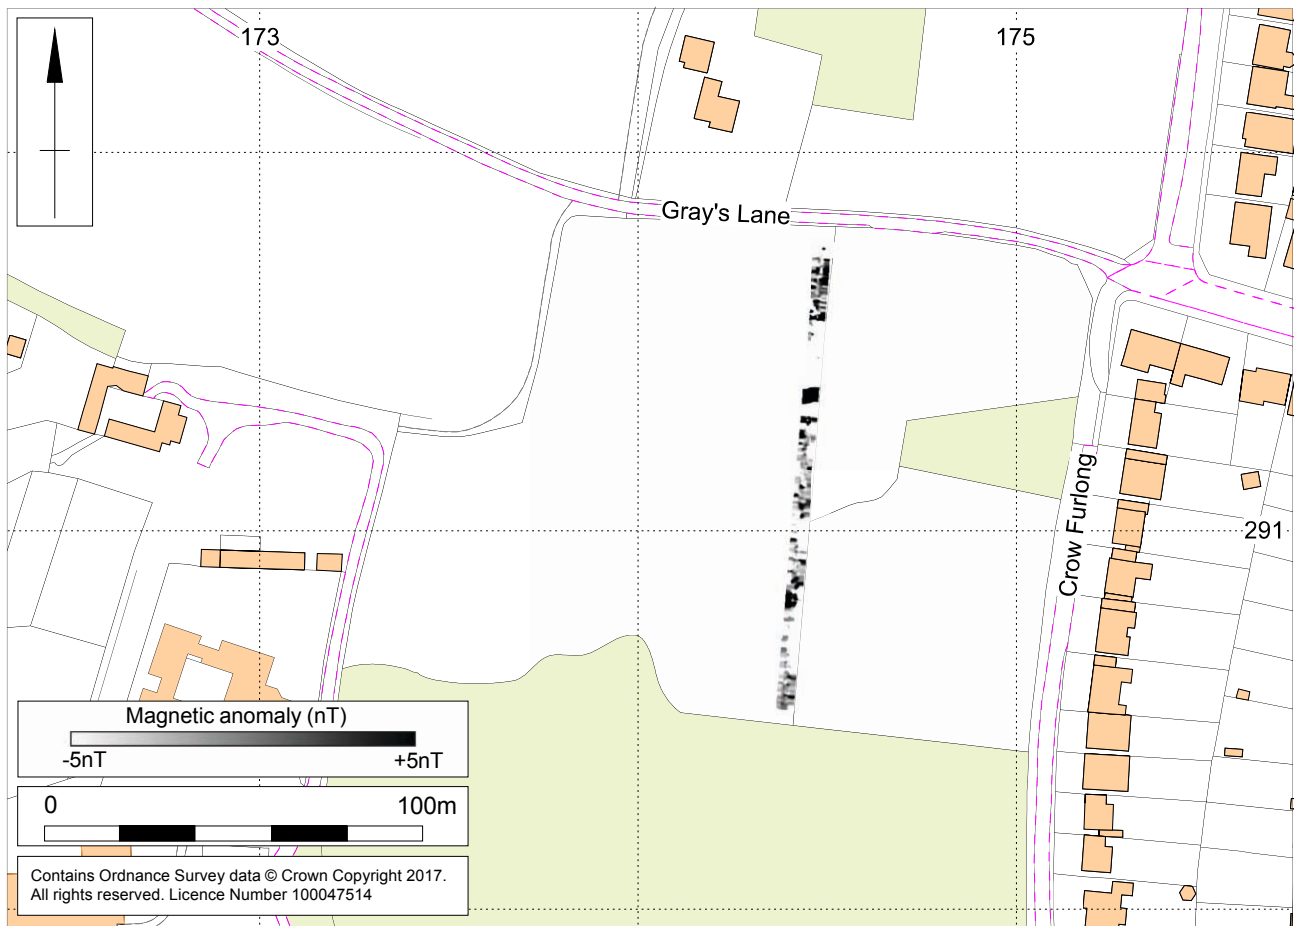 173
175
Gray's Lane
291
Crow Furlong
Magnetic anomaly (nT)
-5nT +5nT
0 100m
Contains Ordnance Survey data © Crown Copyright 2017.
All rights reserved. Licence Number 100047514